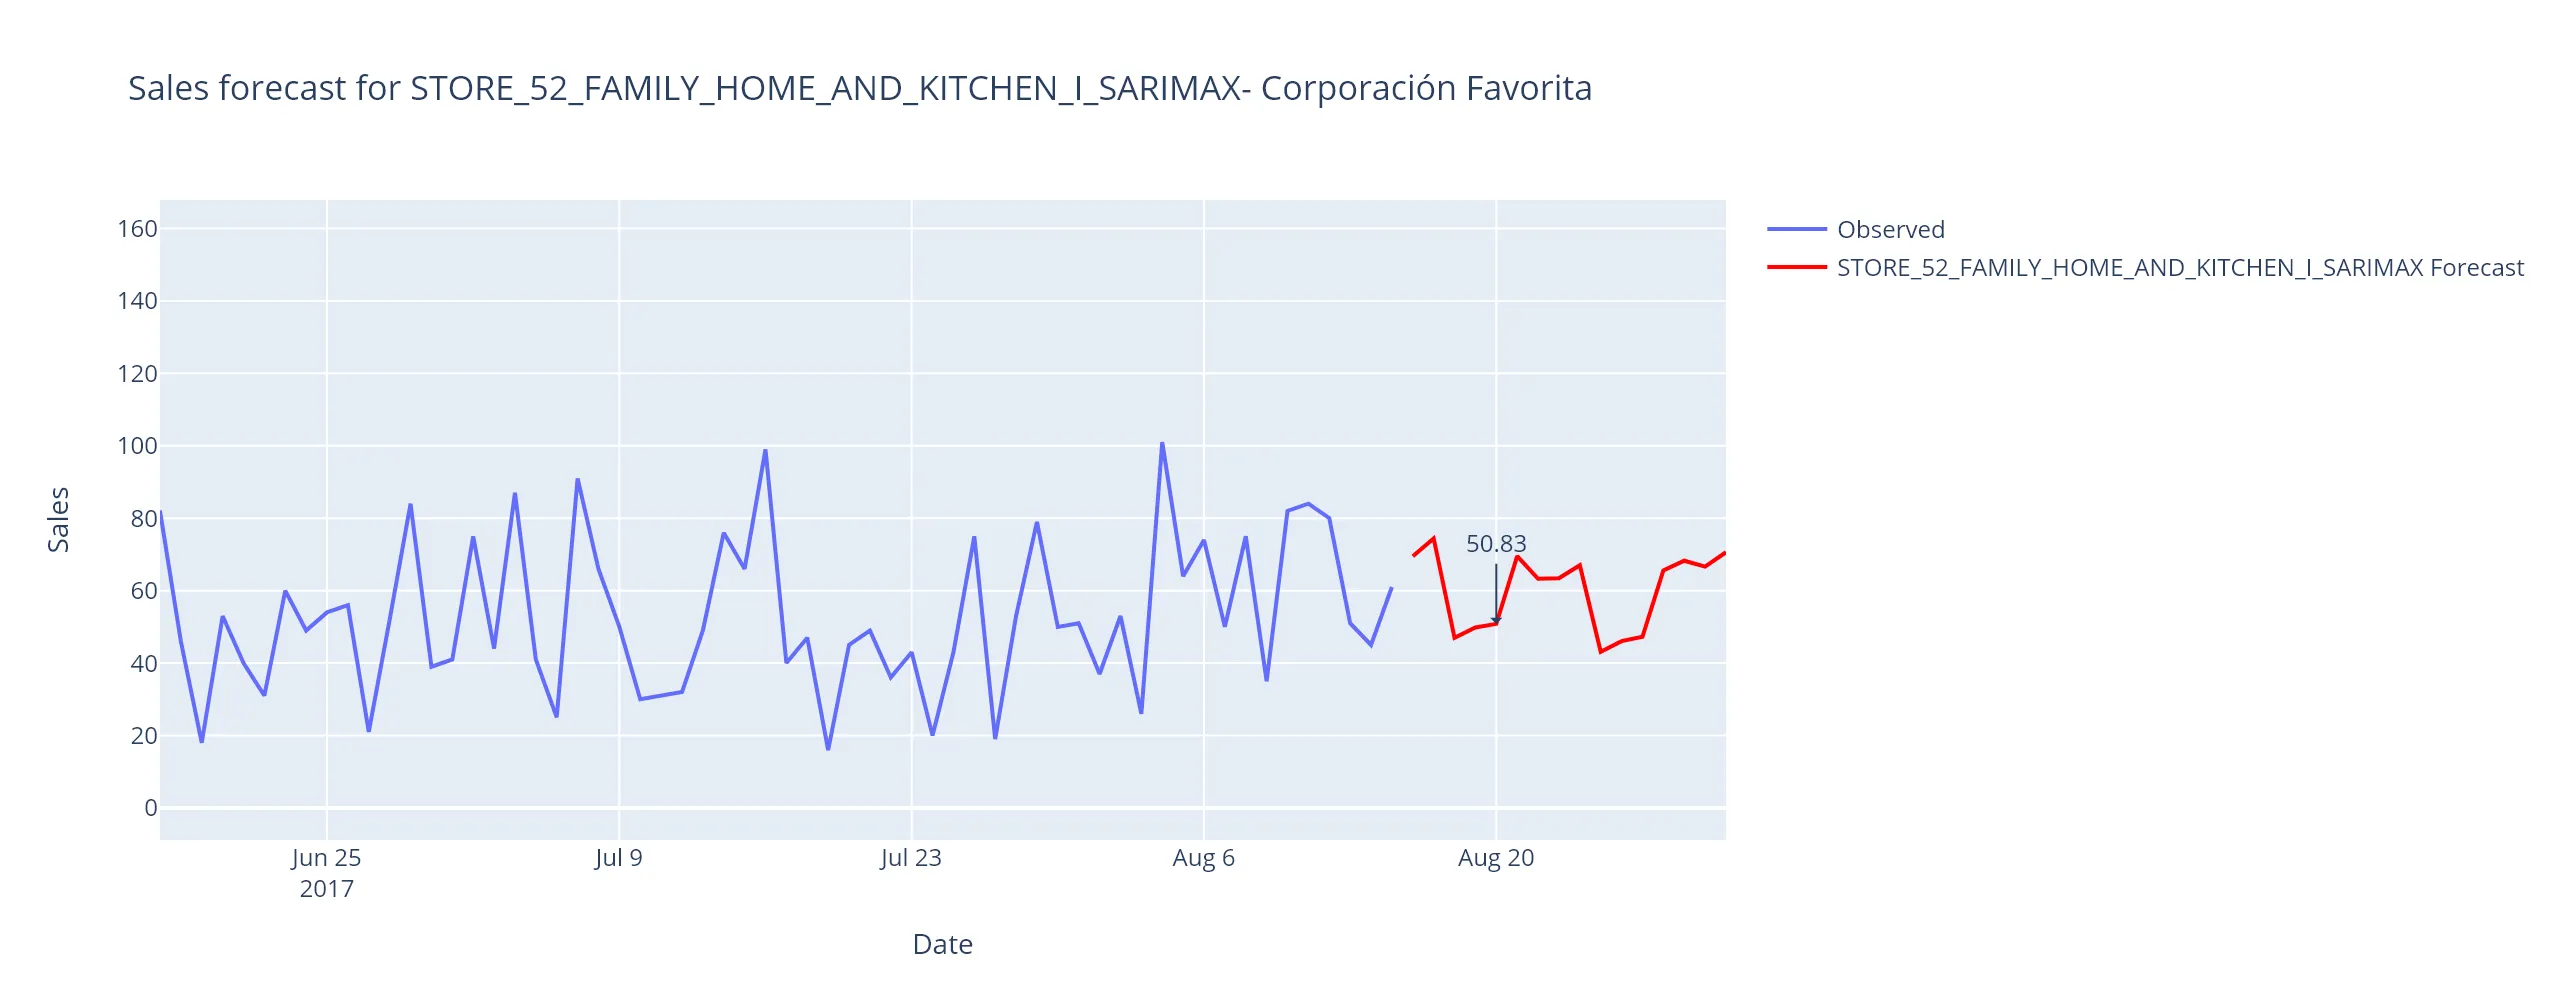 Sales forecast for STORE_52_FAMILY_HOME_AND_KITCHEN_I_SARIMAX- Corporación Favorita
Observed
STORE_52_FAMILY_HOME_AND_KITCHEN_I_SARIMAX Forecast
160
140
120
100
80
60
40
20
0
Sales
50.83
Jun 25
2017
Jul 9
Jul 23
Aug 6
Aug 20
Date